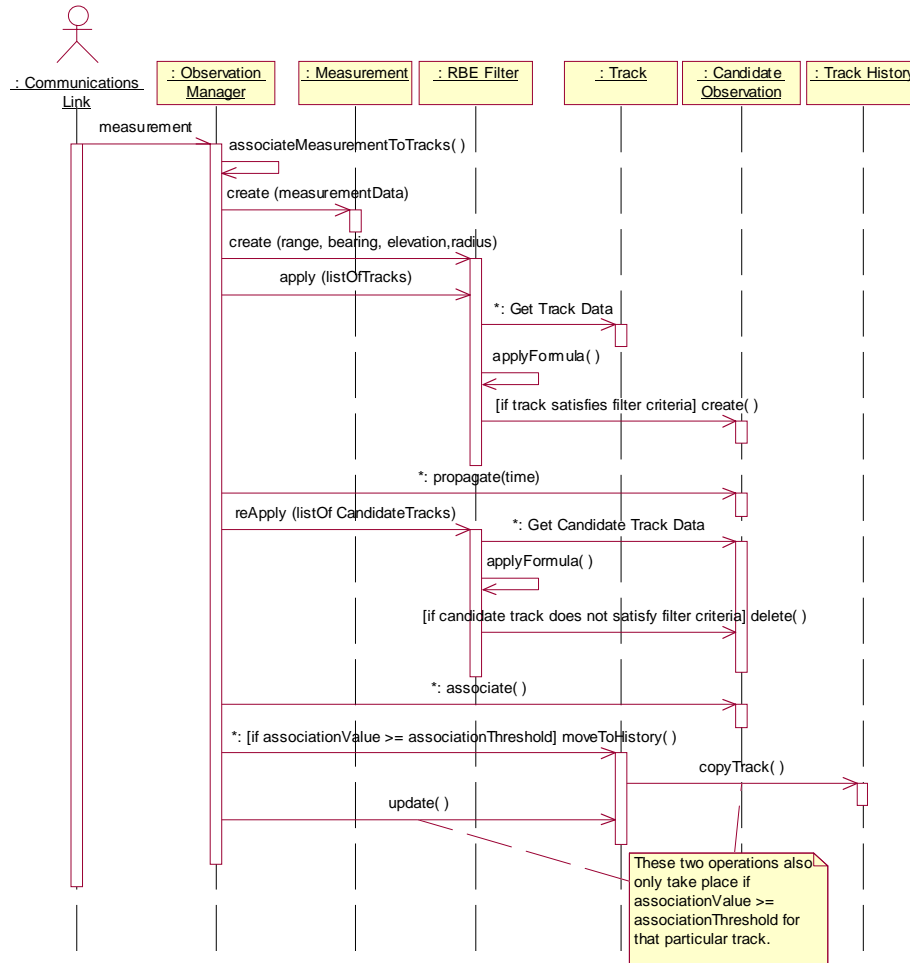 : Communications
Link
: Observation
Manager
: Measurement
: RBE Filter
: Track
: Candidate
Observation
: Track History
measurement
associateMeasurementToTracks( )
create (measurementData)
create (range, bearing, elevation,radius)
apply (listOfTracks)
*: Get Track Data
applyFormula( )
[if track satisfies filter criteria] create( )
*: propagate(time)
reApply (listOf CandidateTracks)
*: Get Candidate Track Data
applyFormula( )
[if candidate track does not satisfy filter criteria] delete( )
*: associate( )
*: [if associationValue >= associationThreshold] moveToHistory( )
copyTrack( )
update( )
These two operations also
only take place if
associationValue >=
associationThreshold for
that particular track.